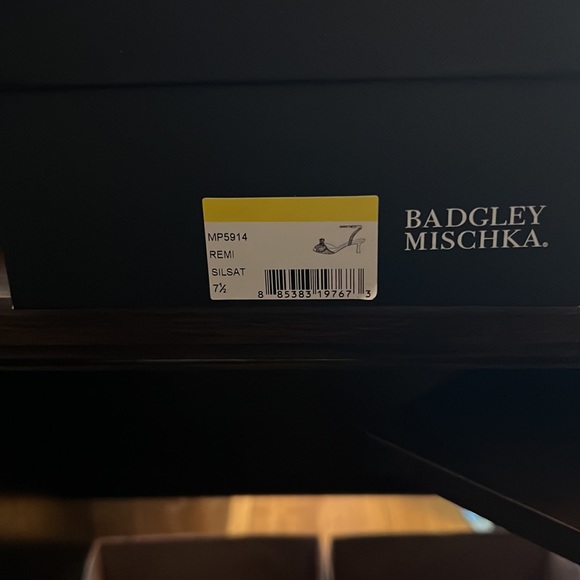 MP5914
REMI
SILSAT
7½
8 85383 19767 3
BADGLEY
MISCHKA.